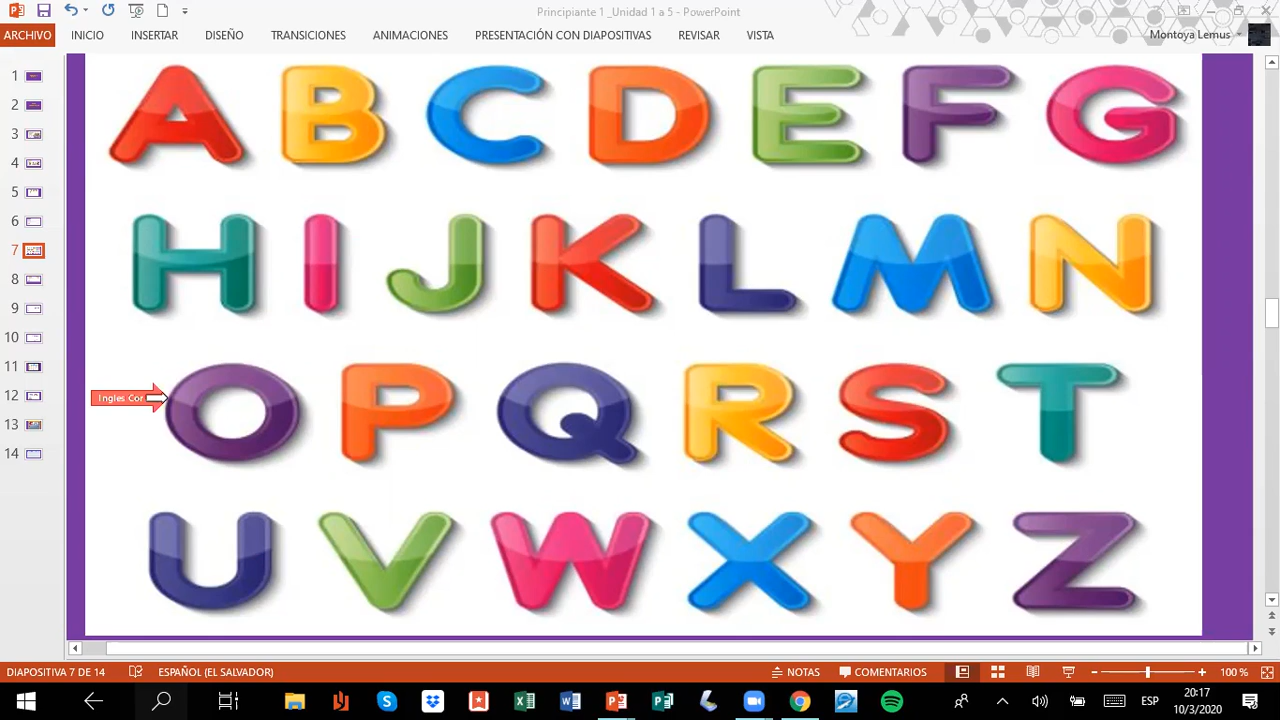 Principiante 1 _Unidad 1 a 5 - PowerPoint
ARCHIVO INICIO INSERTAR DISEÑO TRANSICIONES ANIMACIONES PRESENTACIÓN CON DIAPOSITIVAS REVISAR VISTA Montoya Lemus
1
2
3
4
5
6
7
8
9
10
11
12
13
14
A B C D E F G
H I J K L M N
Ingles Cor
O P Q R S T
U V W X Y Z
DIAPOSITIVA 7 DE 14 ESPAÑOL (EL SALVADOR) NOTAS COMENTARIOS 100 %
ESP
20:17
10/3/2020